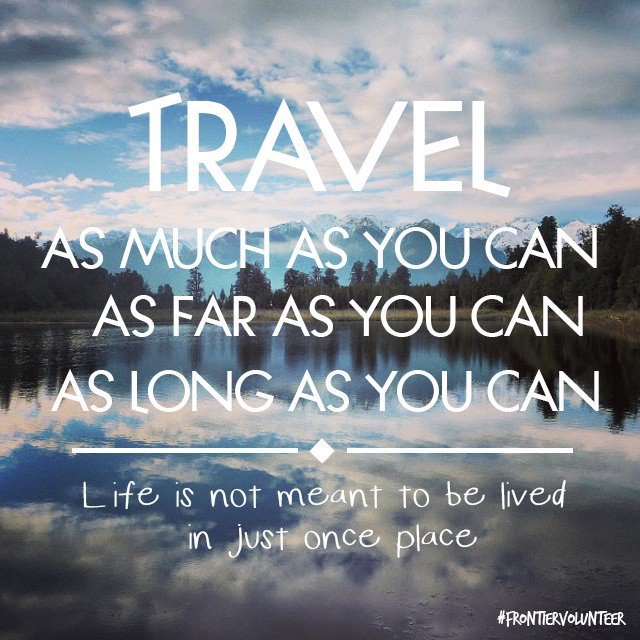 TRAVEL
AS MUCH AS YOU CAN
AS FAR AS YOU CAN
AS LONG AS YOU CAN
Life is not meant to be lived
in just once place
#FRONTIERVOLUNTEER